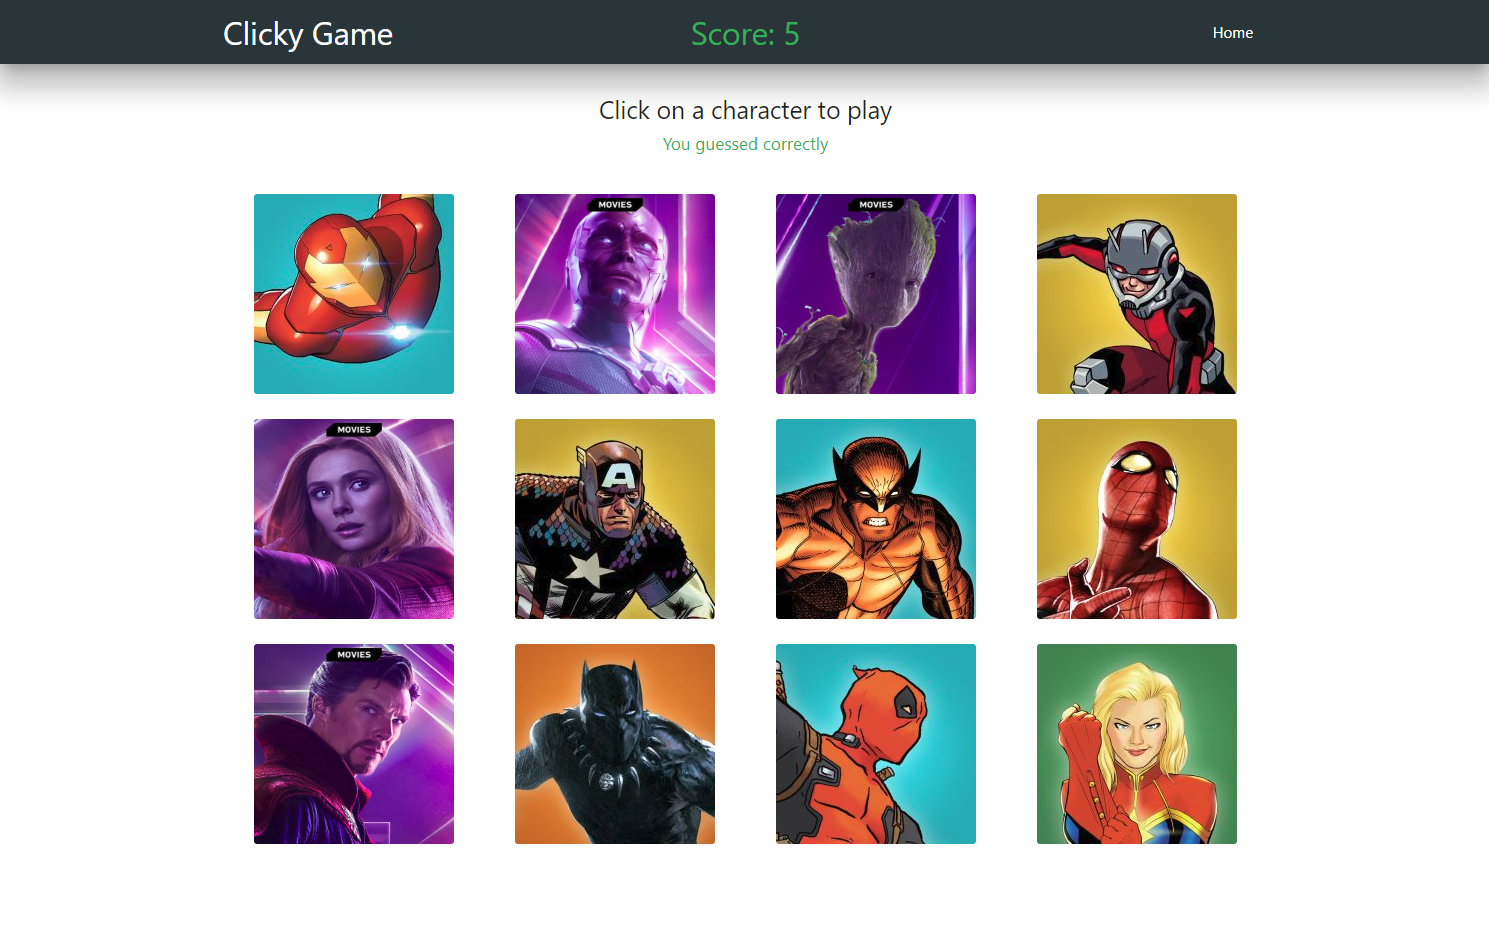 Clicky Game
Score: 5
Home
Click on a character to play
You guessed correctly
MOVIES
MOVIES
MOVIES
A
MOVIES